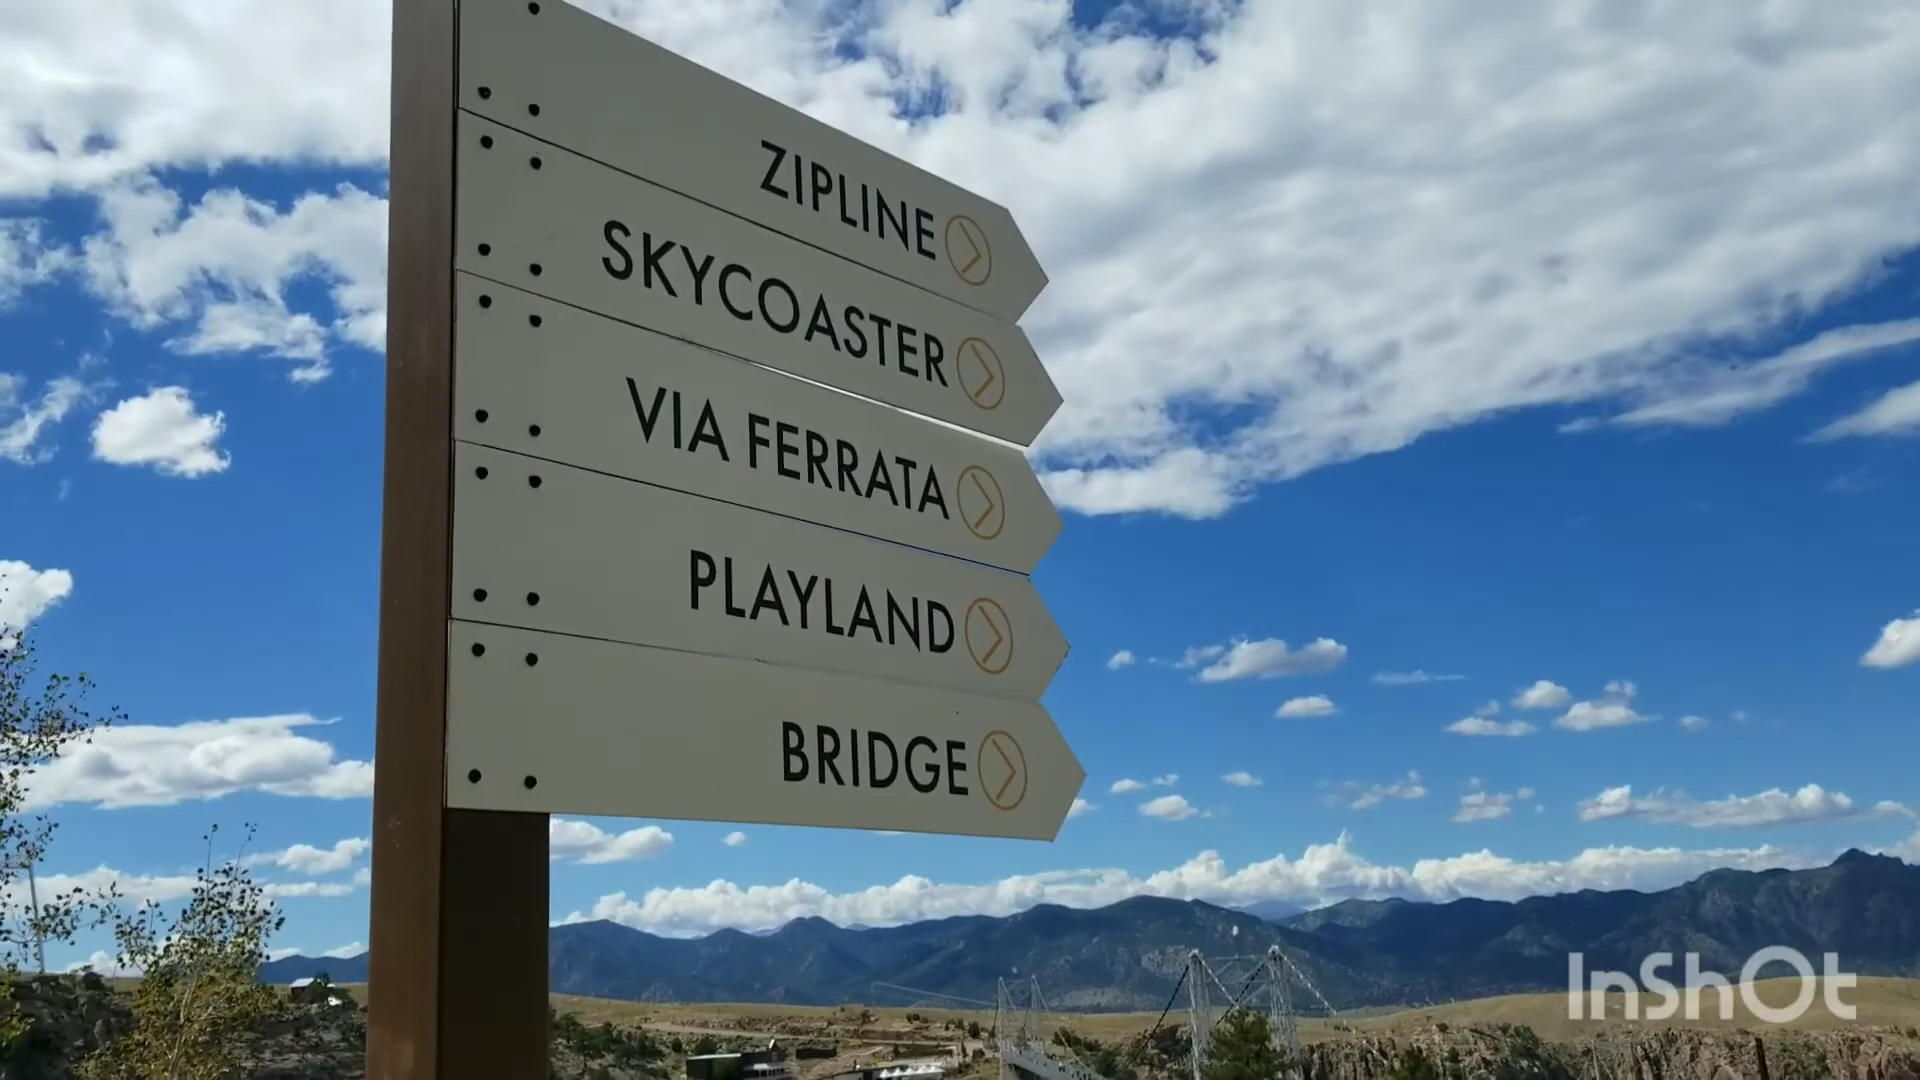 ZIPLINE
SKYCOASTER
VIA FERRATA
PLAYLAND
BRIDGE
InShOt